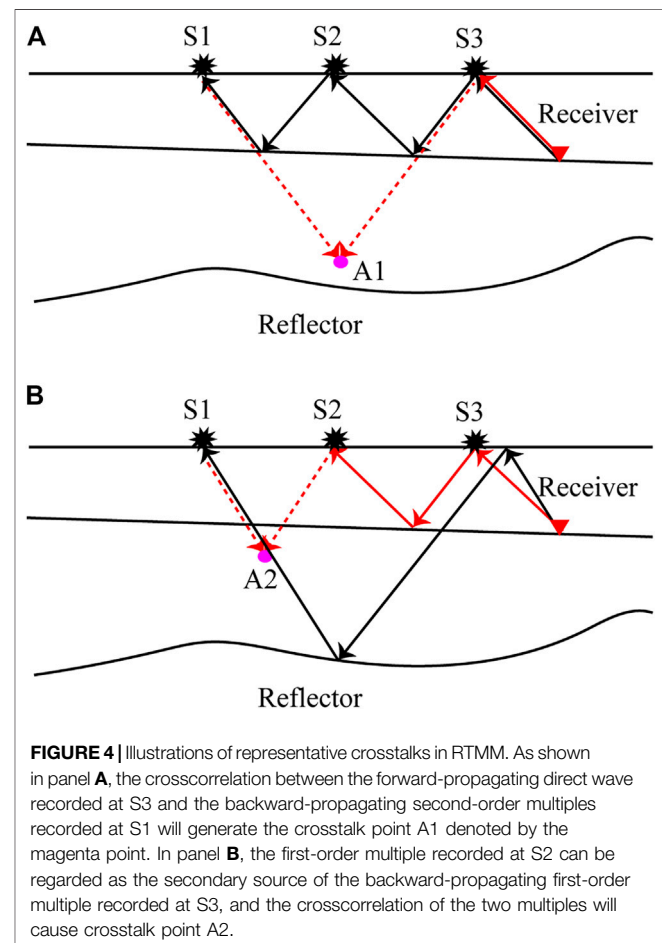 A
S1 S2 S3
Receiver
A1
Reflector
B
S1 S2 S3
Receiver
A2
Reflector
FIGURE 4 | Illustrations of representative crosstalks in RTMM. As shown
in panel A, the crosscorrelation between the forward-propagating direct wave
recorded at S3 and the backward-propagating second-order multiples
recorded at S1 will generate the crosstalk point A1 denoted by the
magenta point. In panel B, the first-order multiple recorded at S2 can be
regarded as the secondary source of the backward-propagating first-order
multiple recorded at S3, and the crosscorrelation of the two multiples will
cause crosstalk point A2.